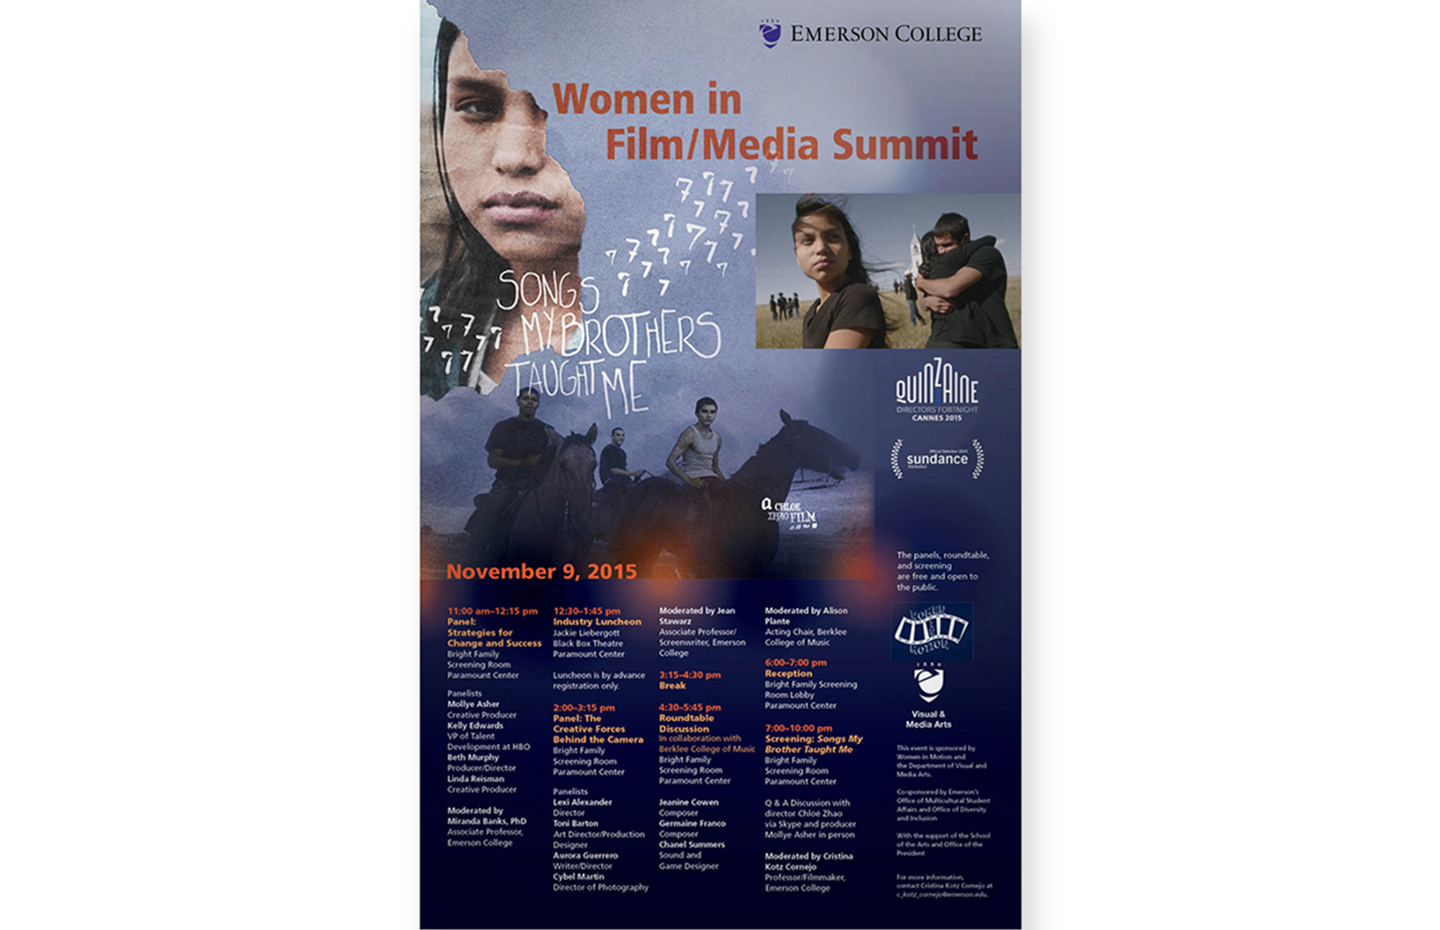 EMERSON COLLEGE
Women in
Film/Media Summit
SONGS
MY BROTHERS
TAUGHT ME
QUINZAINE
DIRECTORS' FORTNIGHT
CANNES 2015
Official Selection 2015
sundance
a CHLOE
ZHAO FILM
November 9, 2015
11:00 am–12:15 pm
Panel:
Strategies for
Change and Success
Bright Family
Screening Room
Paramount Center
Panelists
Mollye Asher
Creative Producer
Kelly Edwards
VP of Talent
Development at HBO
Beth Murphy
Producer/Director
Linda Reisman
Creative Producer
Moderated by
Miranda Banks, PhD
Associate Professor,
Emerson College
12:30–1:45 pm
Industry Luncheon
Jackie Liebergott
Black Box Theatre
Paramount Center
Luncheon is by advance
registration only.
2:00–3:15 pm
Panel: The
Creative Forces
Behind the Camera
Bright Family
Screening Room
Paramount Center
Panelists
Lexi Alexander
Director
Toni Barton
Art Director/Production
Designer
Aurora Guerrero
Writer/Director
Cybel Martin
Director of Photography
Moderated by Jean
Stawarz
Associate Professor/
Screenwriter, Emerson
College
3:15–4:30 pm
Break
4:30–5:45 pm
Roundtable
Discussion
In collaboration with
Berklee College of Music
Bright Family
Screening Room
Paramount Center
Jeanine Cowen
Composer
Germaine Franco
Composer
Chanel Summers
Sound and
Game Designer
Moderated by Alison
Plante
Acting Chair, Berklee
College of Music
6:00–7:00 pm
Reception
Bright Family Screening
Room Lobby
Paramount Center
7:00–10:00 pm
Screening: Songs My
Brother Taught Me
Bright Family
Screening Room
Paramount Center
Q & A Discussion with
director Chloé Zhao
via Skype and producer
Mollye Asher in person
Moderated by Cristina
Kotz Cornejo
Professor/Filmmaker,
Emerson College
The panels, roundtable,
and screening
are free and open to
the public.
WOMEN
IN
MOTION
1880
Visual &
Media Arts
This event is sponsored by
Women in Motion and
the Department of Visual and
Media Arts.
Co-sponsored by Emerson's
Office of Multicultural Student
Affairs and Office of Diversity
and Inclusion
With the support of the School
of the Arts and Office of the
President
For more information,
contact Cristina Kotz Cornejo at
c_kotz_cornejo@emerson.edu.